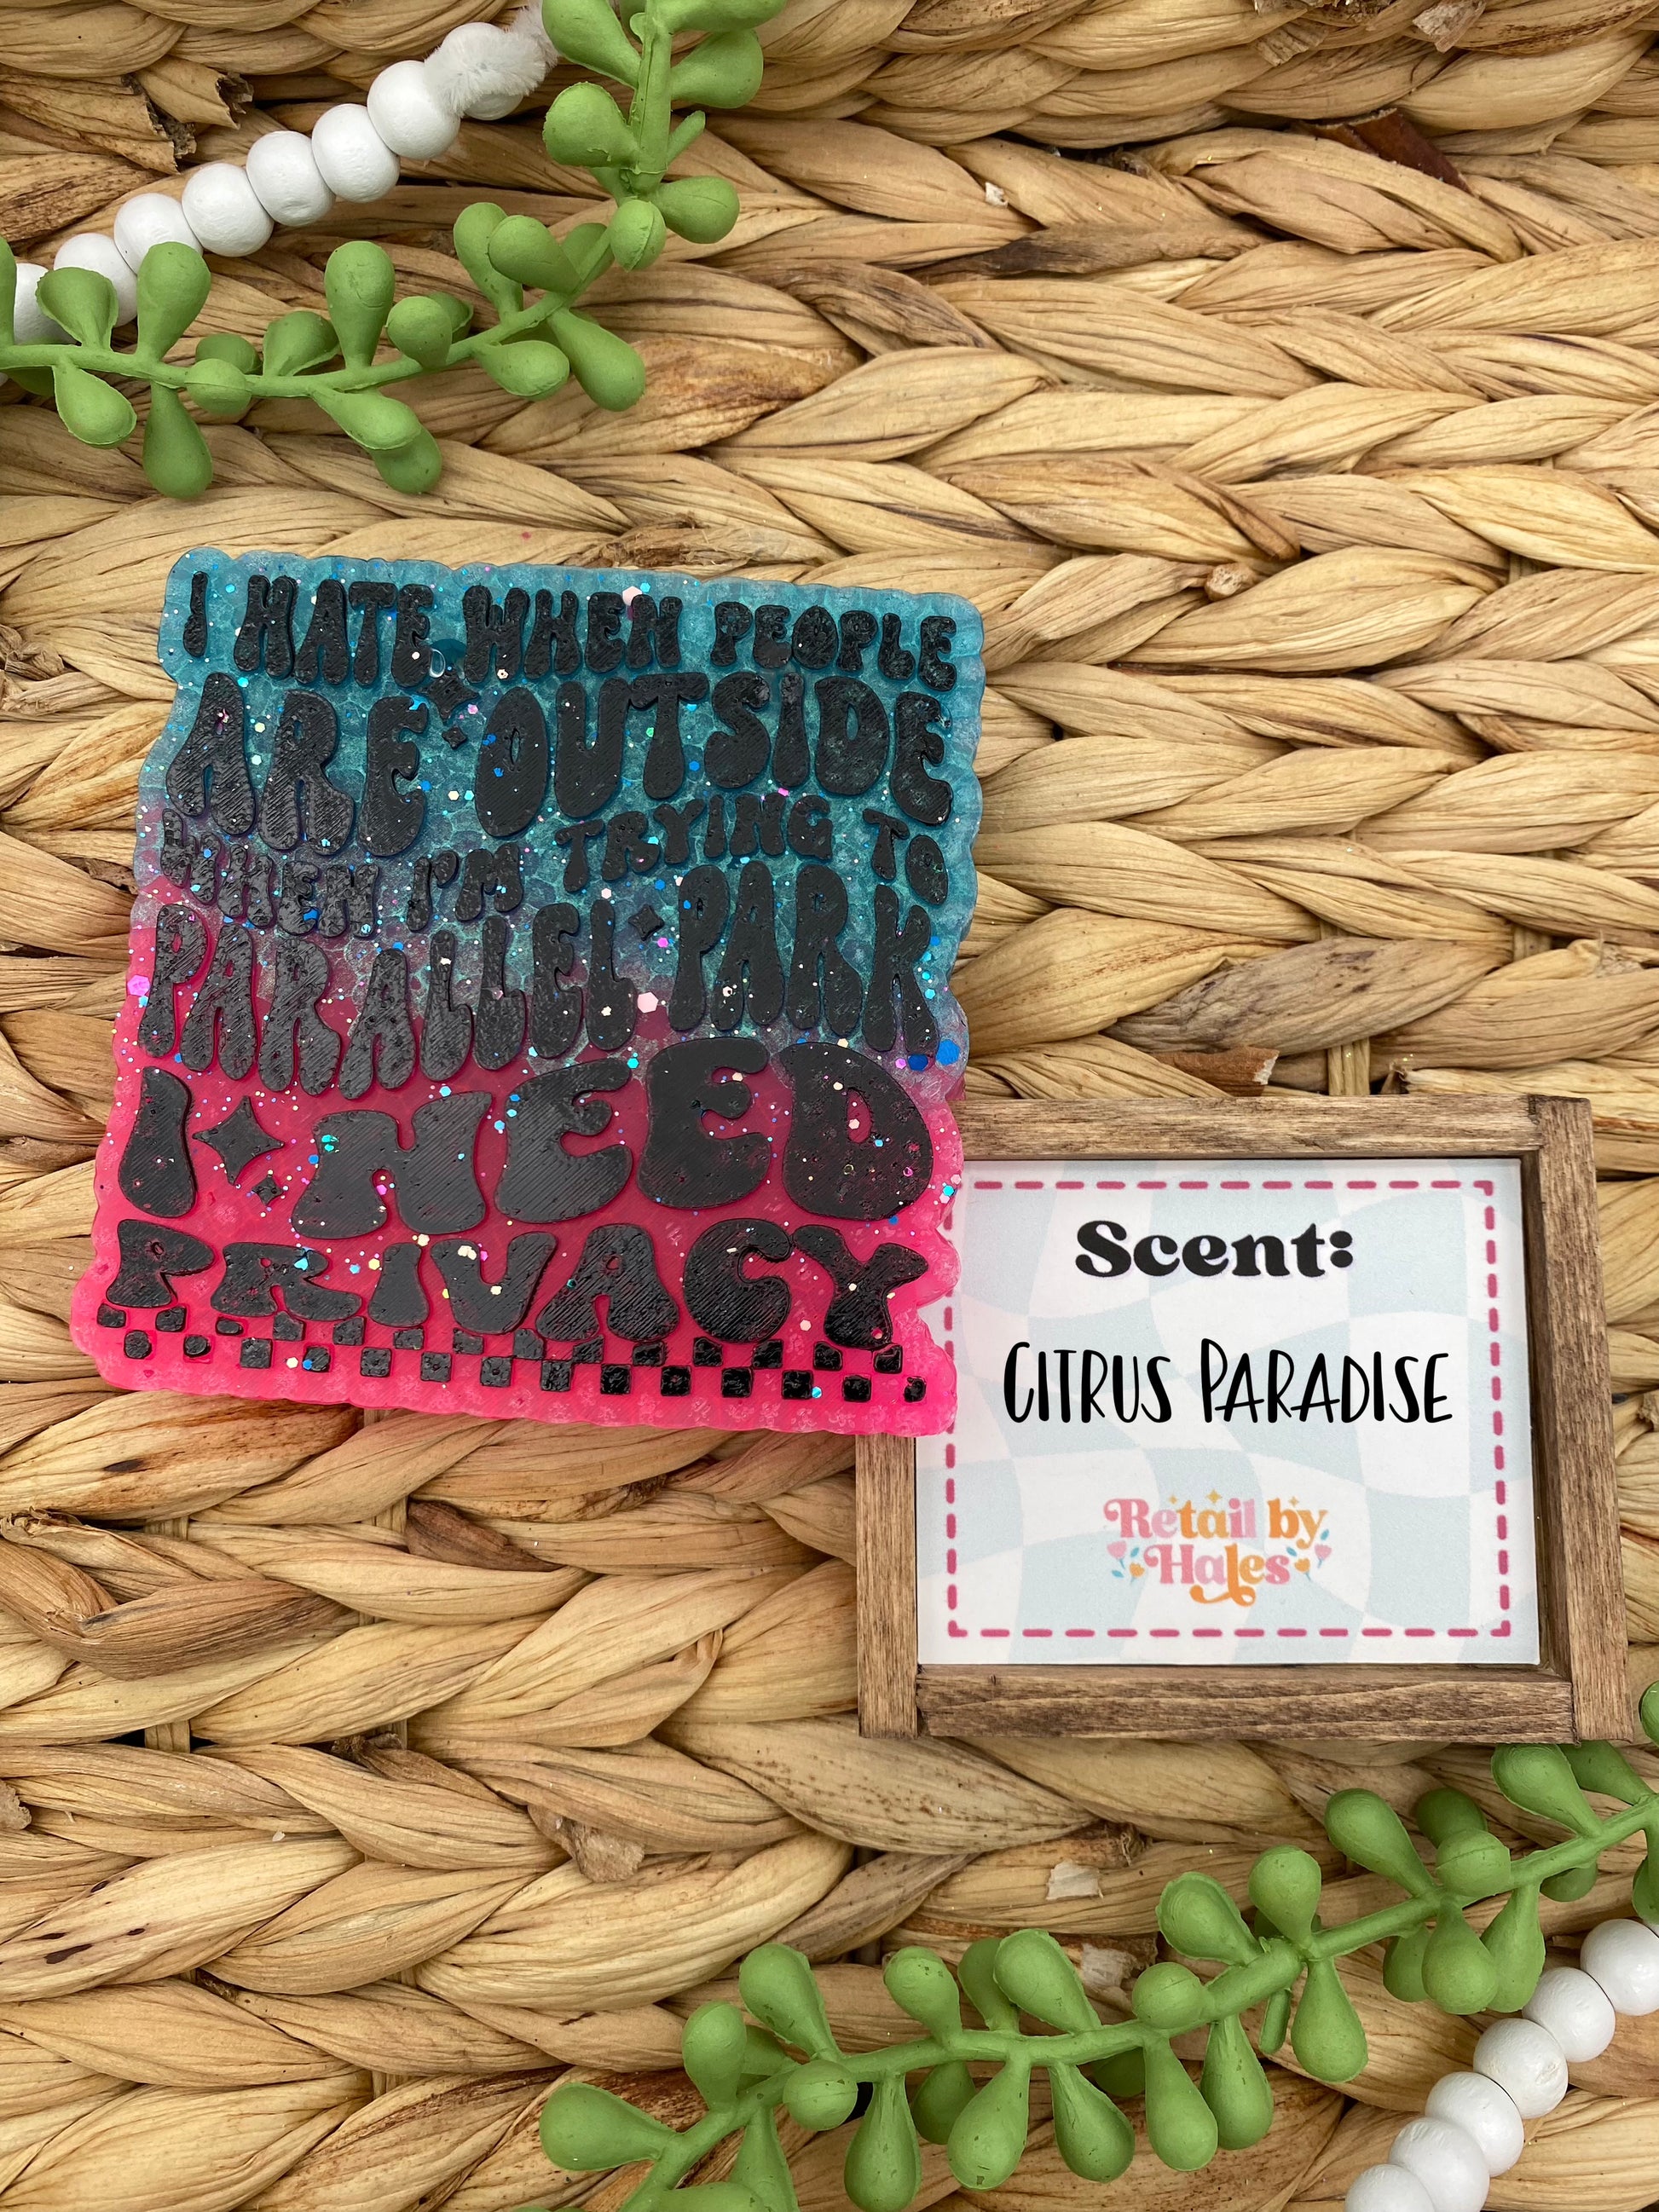 I HATE WHEN PEOPLE
ARE OUTSIDE
WHEN I'M TRYING TO
PARALLEL PARK
I NEED
PRIVACY
Scent:
CITRUS PARADISE
Retail by
Hales